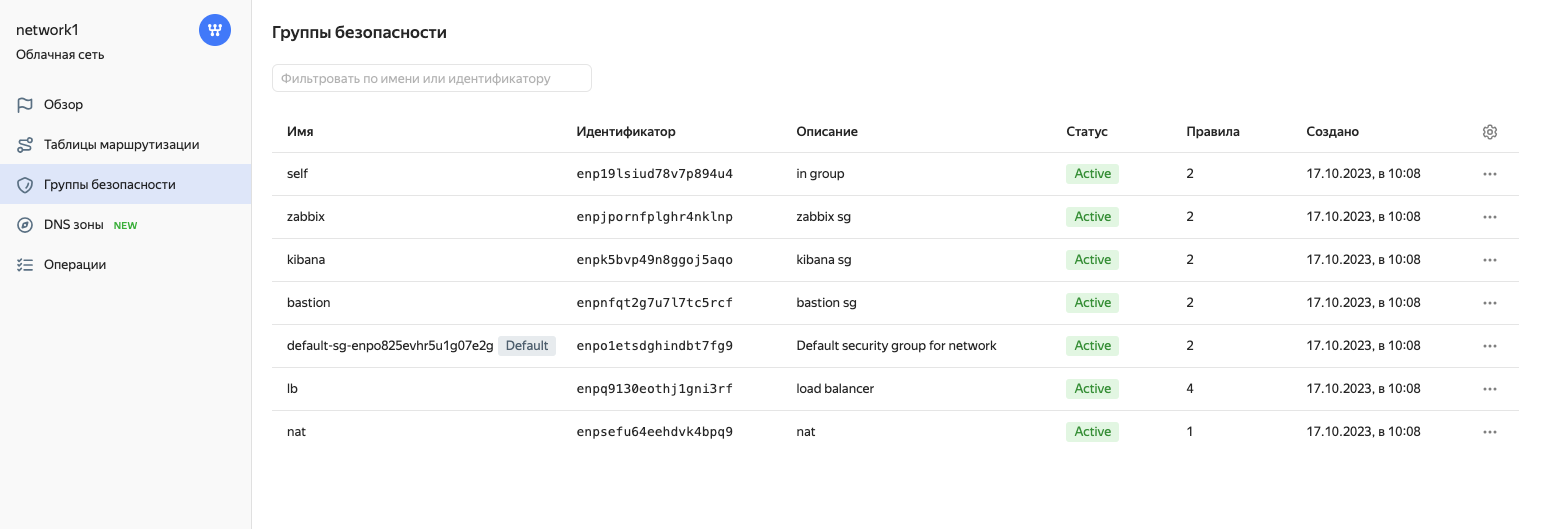 network1
Облачная сеть
Обзор
Таблицы маршрутизации
Группы безопасности
DNS зоны NEW
Операции
Группы безопасности
Фильтровать по имени или идентификатору
Имя Идентификатор Описание Статус Правила Создано
self enp19lsiud78v7p894u4 in group Active 2 17.10.2023, в 10:08
zabbix enpjpornfplghr4nklnp zabbix sg Active 2 17.10.2023, в 10:08
kibana enpk5bvp49n8ggoj5aqo kibana sg Active 2 17.10.2023, в 10:08
bastion enpnfqt2g7u7l7tc5rcf bastion sg Active 2 17.10.2023, в 10:08
default-sg-enpo825evhr5u1g07e2g Default enpo1etsdghindbt7fg9 Default security group for network Active 2 17.10.2023, в 10:08
lb enpq9130eothj1gni3rf load balancer Active 4 17.10.2023, в 10:08
nat enpsefu64eehdvk4bpq9 nat Active 1 17.10.2023, в 10:08